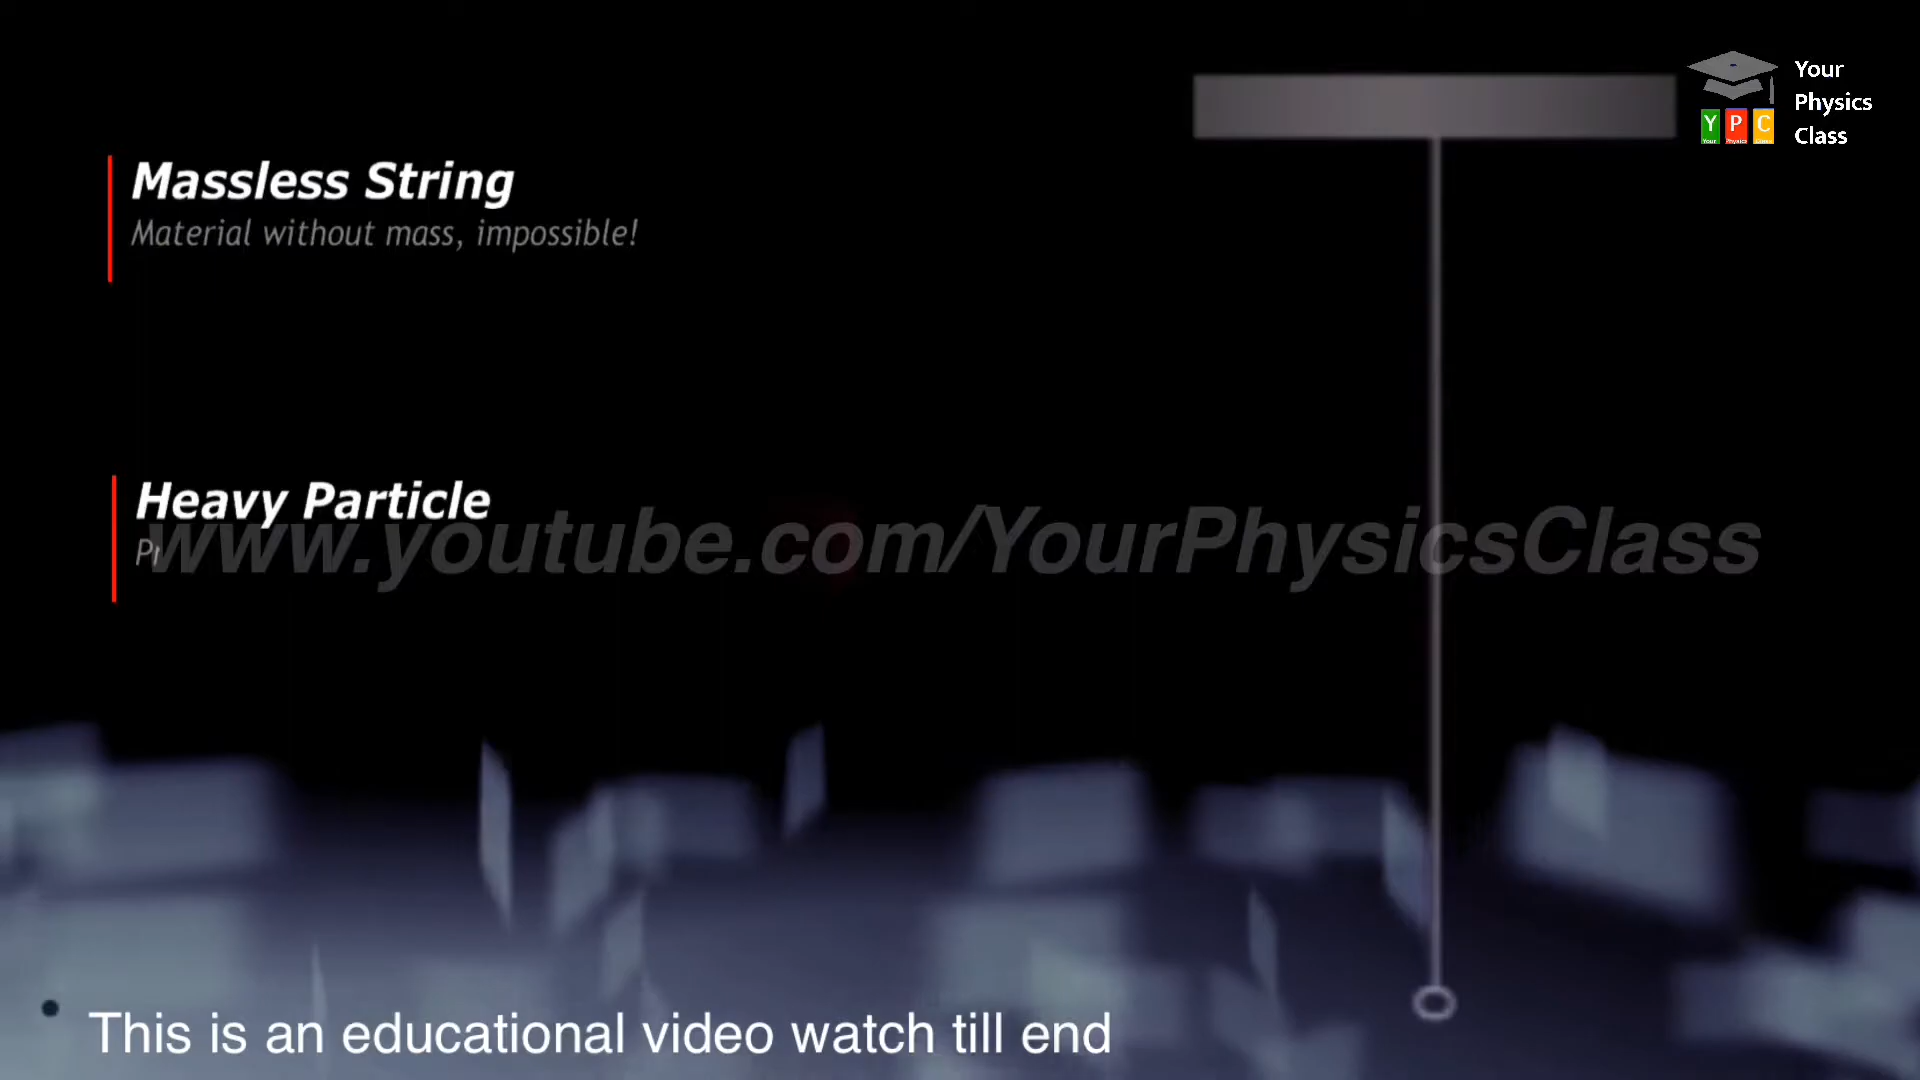 Your
Physics
Class
Y P C
Massless String
Material without mass, impossible!
Heavy Particle
www.youtube.com/YourPhysicsClass
This is an educational video watch till end